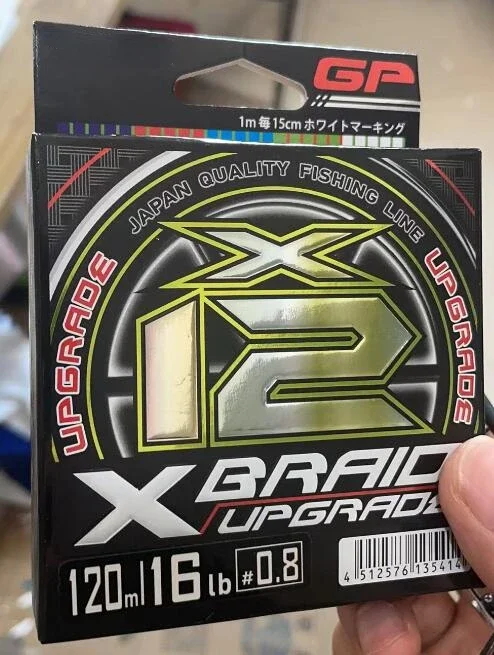 GP
1m毎15cmホワイトマーキング
JAPAN QUALITY FISHING LINE
UPGRADE
UPGRADE
X
12
X BRAID
UPGRADE
120m 16lb #0.8
4 512576 135414